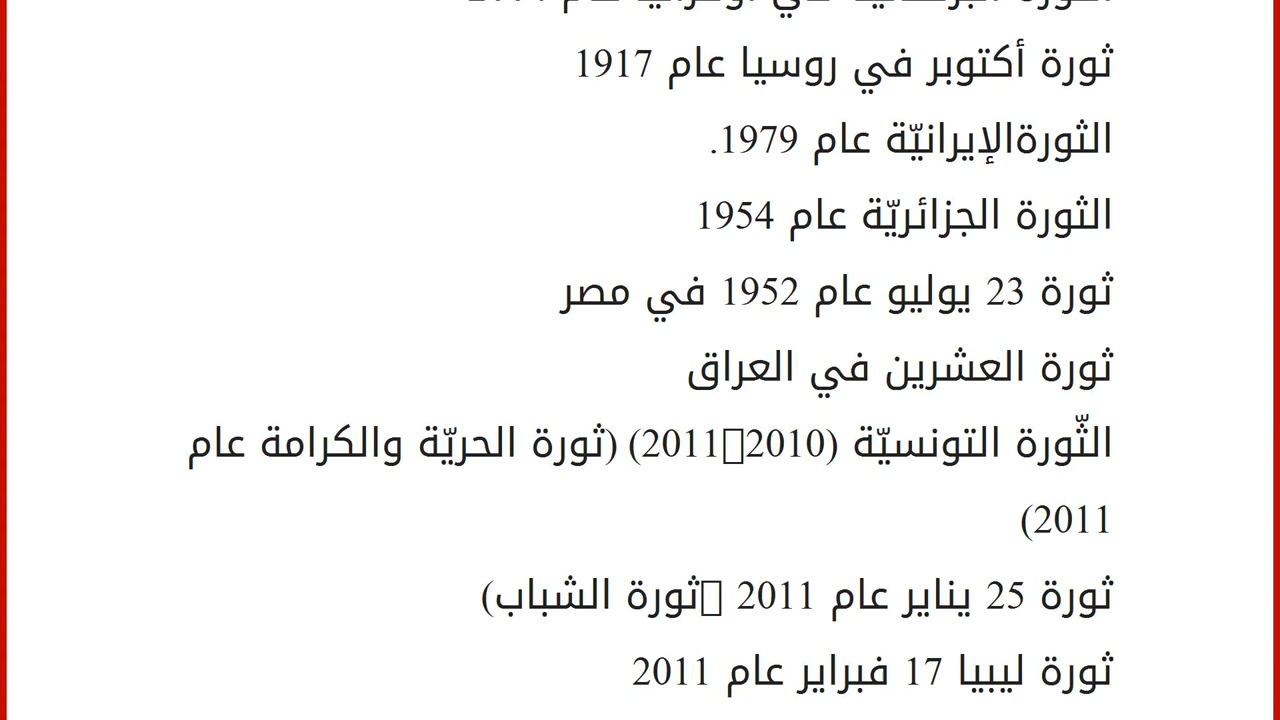 ثورة أكتوبر في روسيا عام 1917
الثورةالإيرانيّة عام 1979.
الثورة الجزائريّة عام 1954
ثورة 23 يوليو عام 1952 في مصر
ثورة العشرين في العراق
الثّورة التونسيّة (2010▯2011) (ثورة الحريّة والكرامة عام
2011)
ثورة 25 يناير عام 2011 ▯ثورة الشباب)
ثورة ليبيا 17 فبراير عام 2011